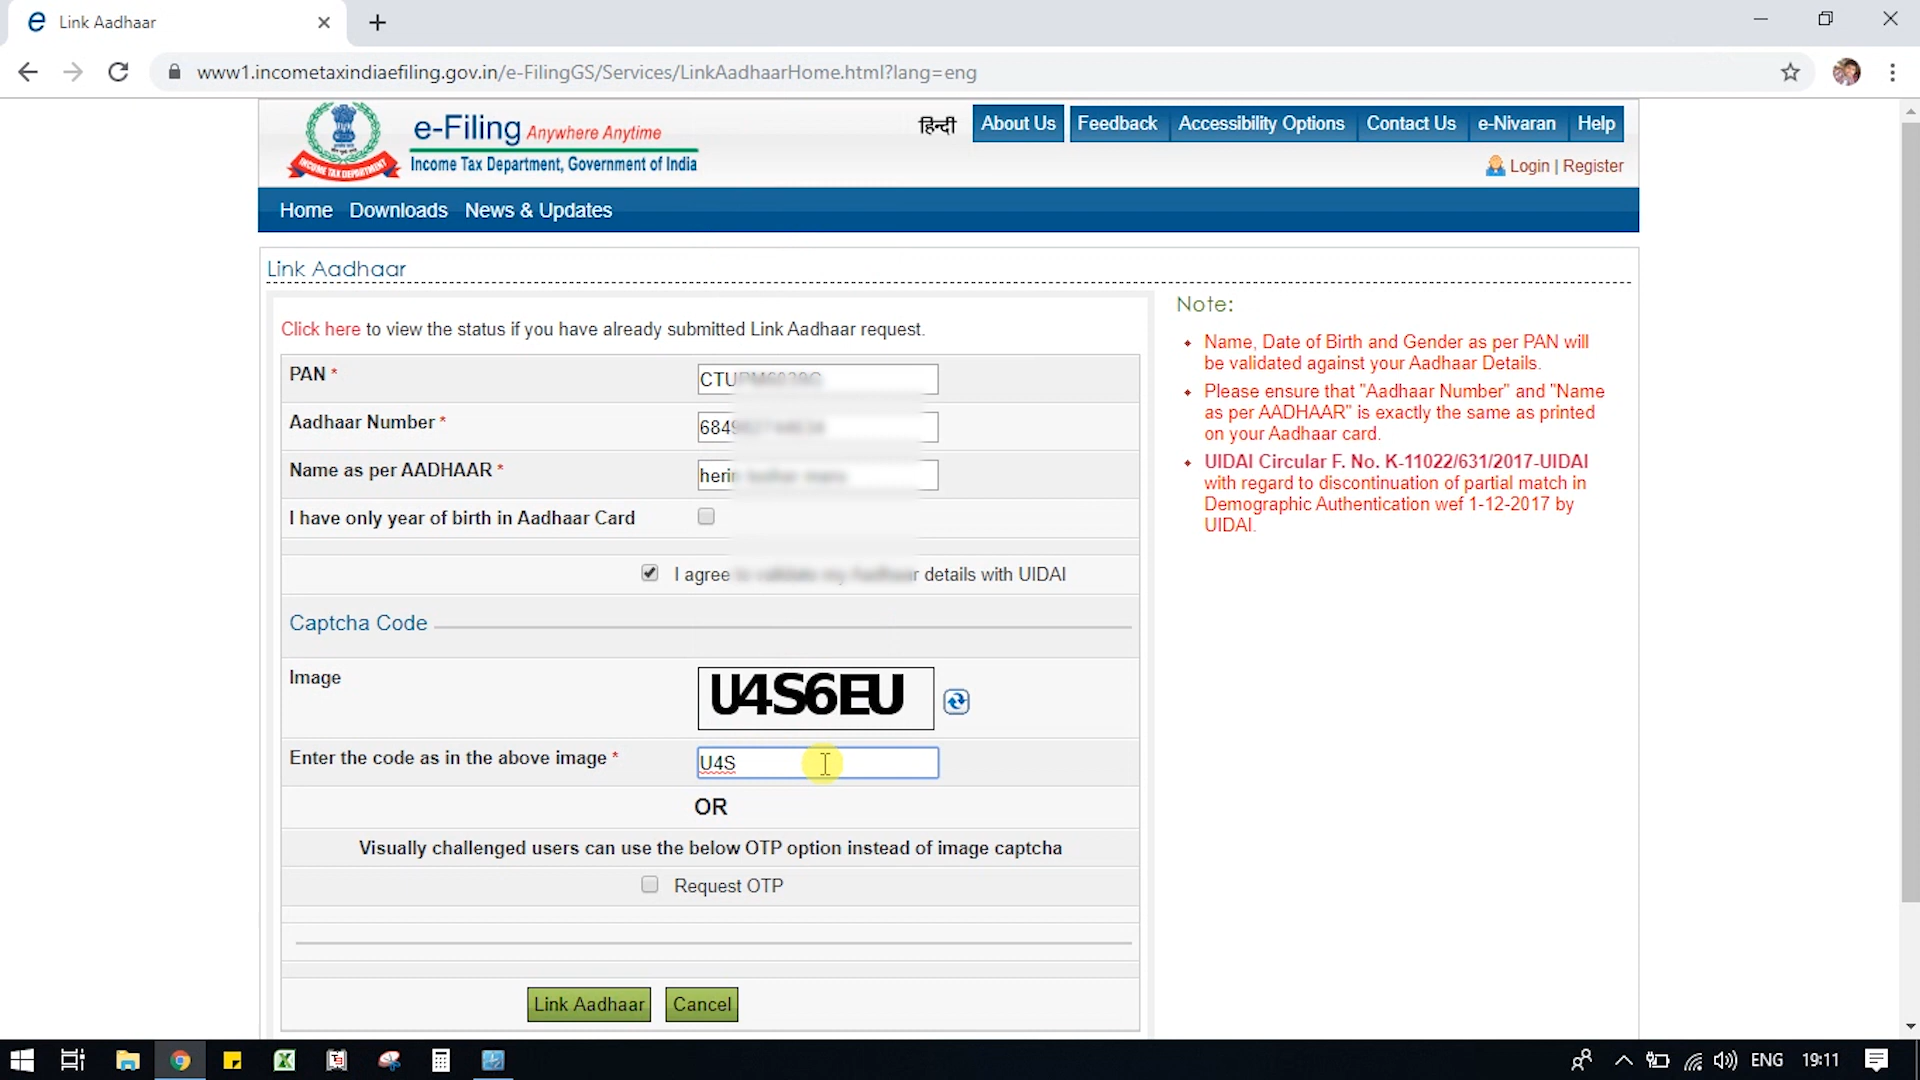 Link Aadhaar
www1.incometaxindiaefiling.gov.in/e-FilingGS/Services/LinkAadhaarHome.html?lang=eng
e-Filing Anywhere Anytime
Income Tax Department, Government of India
INCOME TAX DEPARTMENT
हिन्दी About Us Feedback Accessibility Options Contact Us e-Nivaran Help
Login | Register
Home Downloads News & Updates
Link Aadhaar
Click here to view the status if you have already submitted Link Aadhaar request.
PAN * CTU
Aadhaar Number * 684
Name as per AADHAAR * heri
I have only year of birth in Aadhaar Card
I agree details with UIDAI
Captcha Code
Image U4S6EU
Enter the code as in the above image * U4S
OR
Visually challenged users can use the below OTP option instead of image captcha
Request OTP
Link Aadhaar Cancel
Note:
Name, Date of Birth and Gender as per PAN will
be validated against your Aadhaar Details.
Please ensure that "Aadhaar Number" and "Name
as per AADHAAR" is exactly the same as printed
on your Aadhaar card.
UIDAI Circular F. No. K-11022/631/2017-UIDAI
with regard to discontinuation of partial match in
Demographic Authentication wef 1-12-2017 by
UIDAI.
ENG 19:11